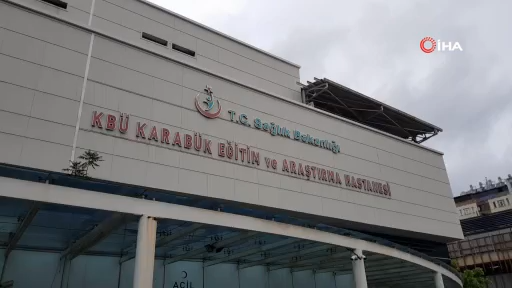 İHA
T.C. Sağlık Bakanlığı
KBÜ KARABÜK EĞİTİM ve ARAŞTIRMA HASTANESİ
ACİL